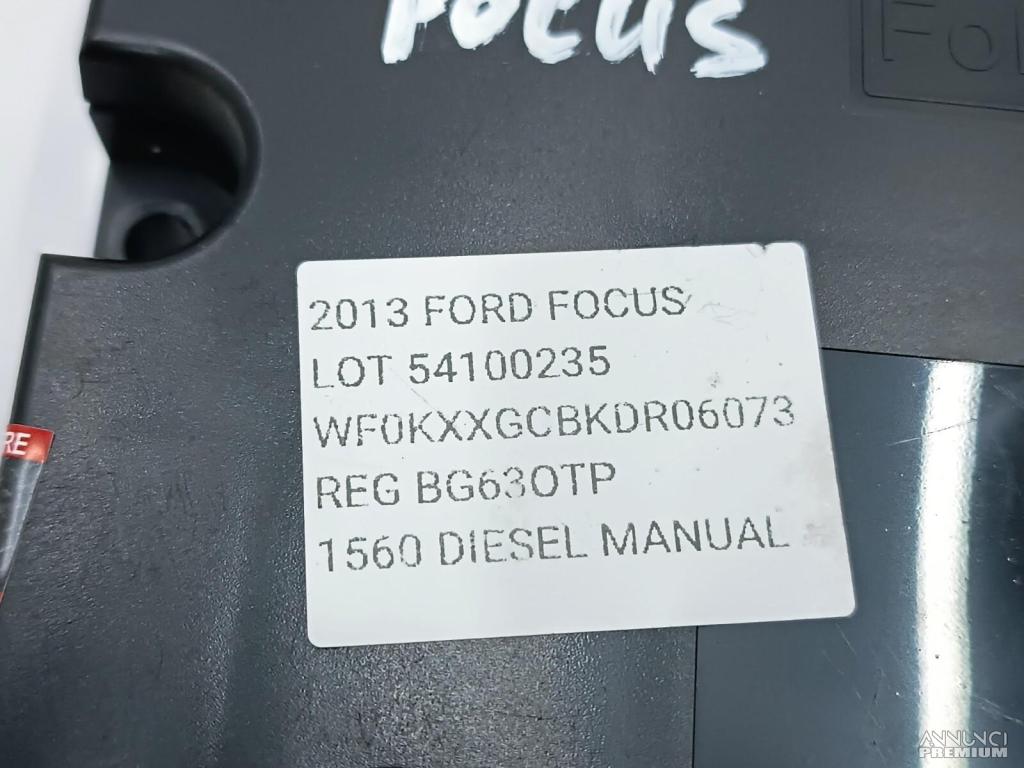 FOCUS
2013 FORD FOCUS
LOT 54100235
WF0KXXGCBKDR06073
REG BG63OTP
1560 DIESEL MANUAL
ANNUNCI
PREMIUM